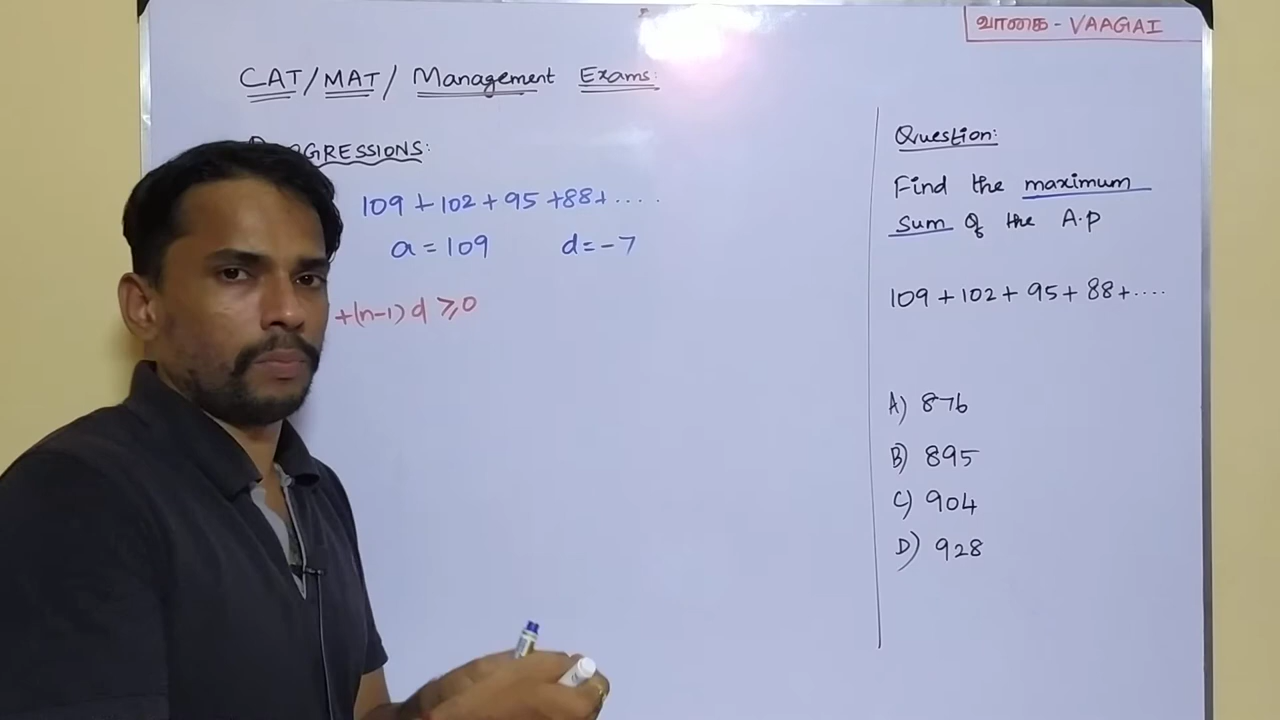 வாகை - VAAGAI
CAT/MAT/ Management Exams:
PROGRESSIONS:
109 + 102 + 95 + 88 + ....
a = 109 d = -7
+(n-1) d ≥ 0
Question:
Find the maximum
Sum of the A.P
109 + 102 + 95 + 88 + ....
A) 876
B) 895
C) 904
D) 928